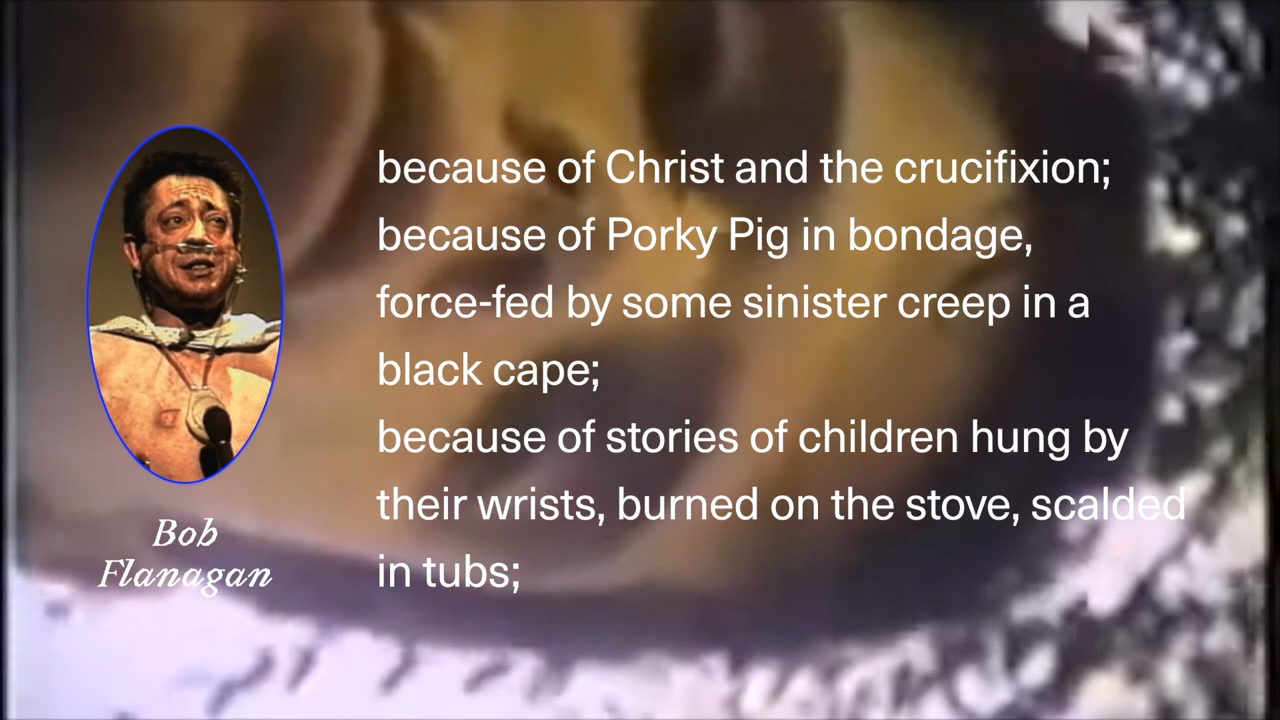 because of Christ and the crucifixion;
because of Porky Pig in bondage,
force-fed by some sinister creep in a
black cape;
because of stories of children hung by
their wrists, burned on the stove, scalded
in tubs;
Bob
Flanagan